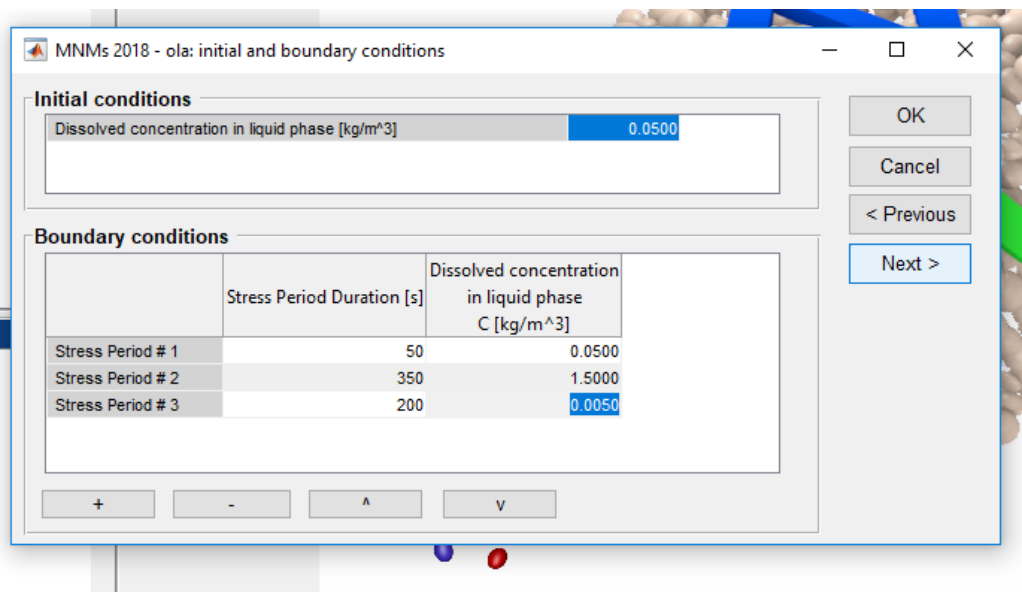 MNMs 2018 - ola: initial and boundary conditions
Initial conditions
Dissolved concentration in liquid phase [kg/m^3] 0.0500
OK
Cancel
< Previous
Next >
Boundary conditions
Stress Period Duration [s]
Dissolved concentration
in liquid phase
C [kg/m^3]
Stress Period # 1 50 0.0500
Stress Period # 2 350 1.5000
Stress Period # 3 200 0.0050
+ - ^ v